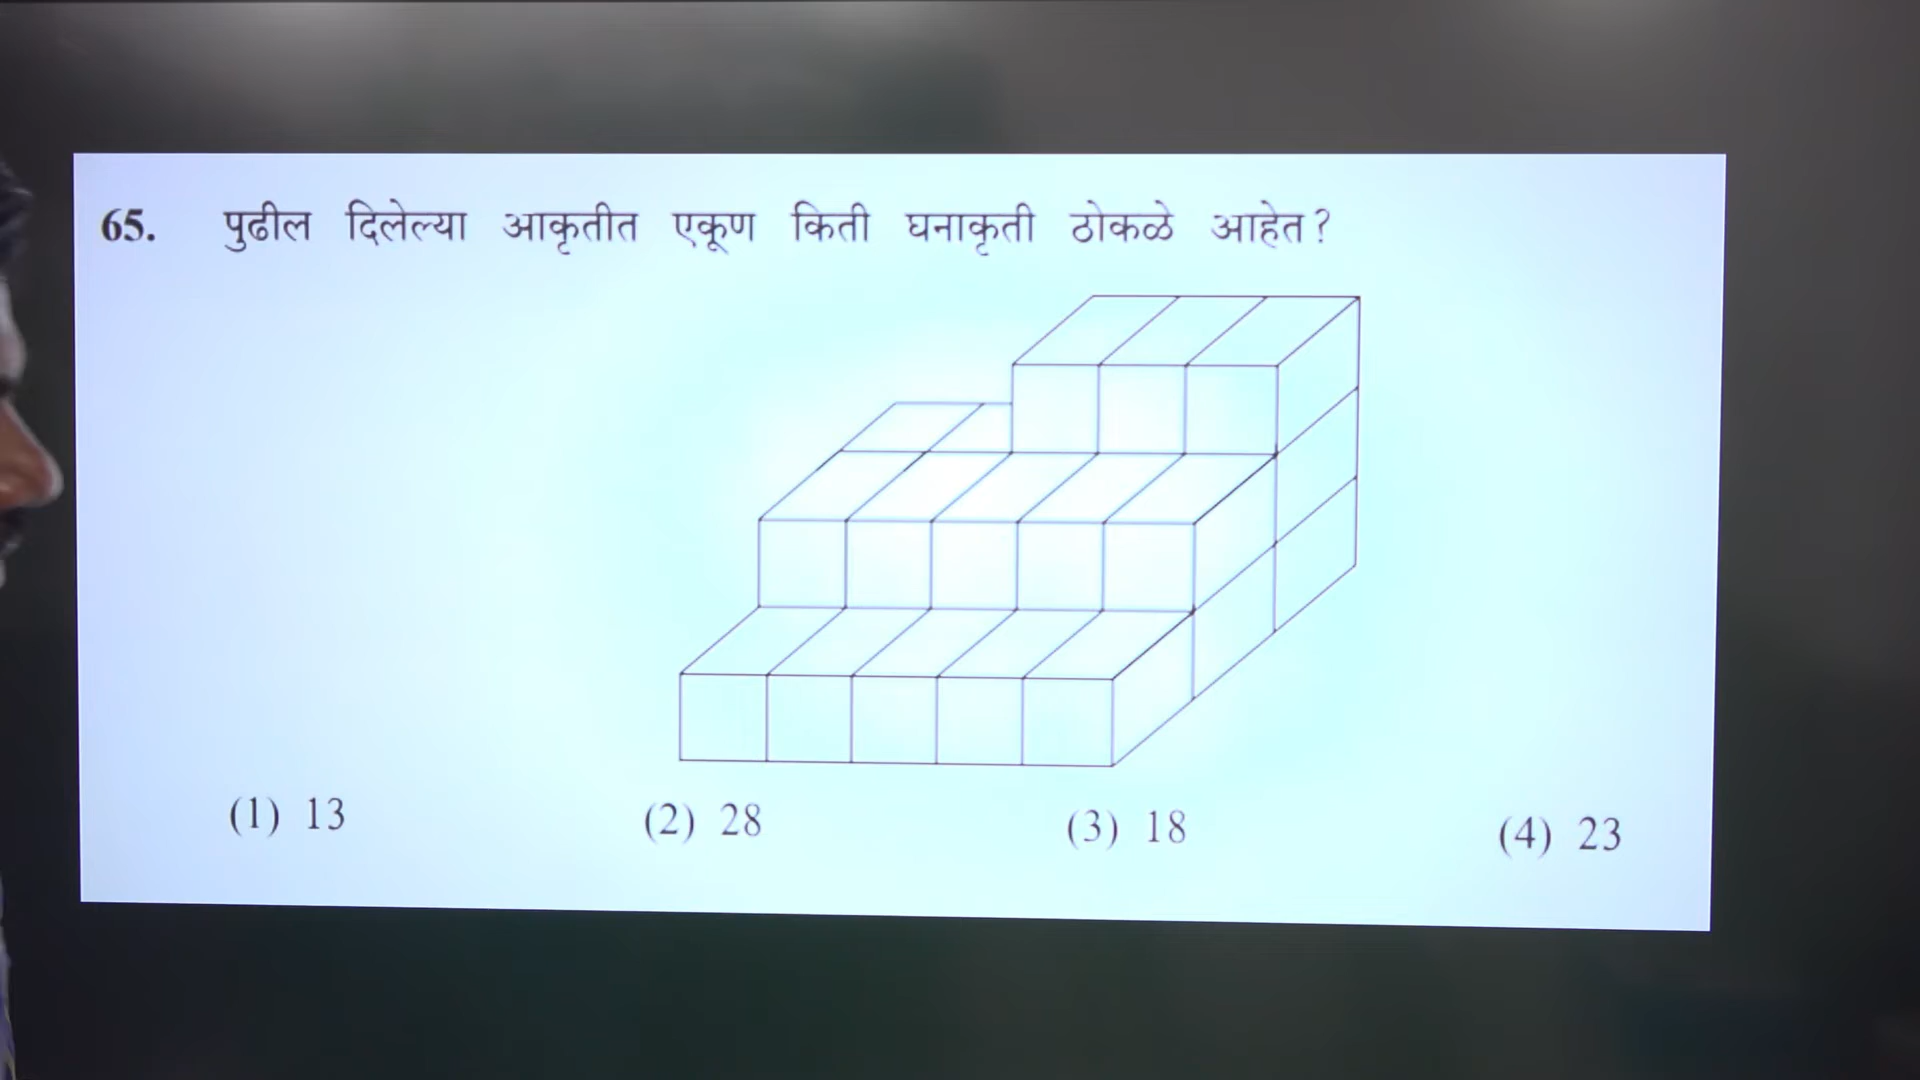 65. पुढील दिलेल्या आकृतीत एकूण किती घनाकृती ठोकळे आहेत?
(1) 13 (2) 28 (3) 18 (4) 23